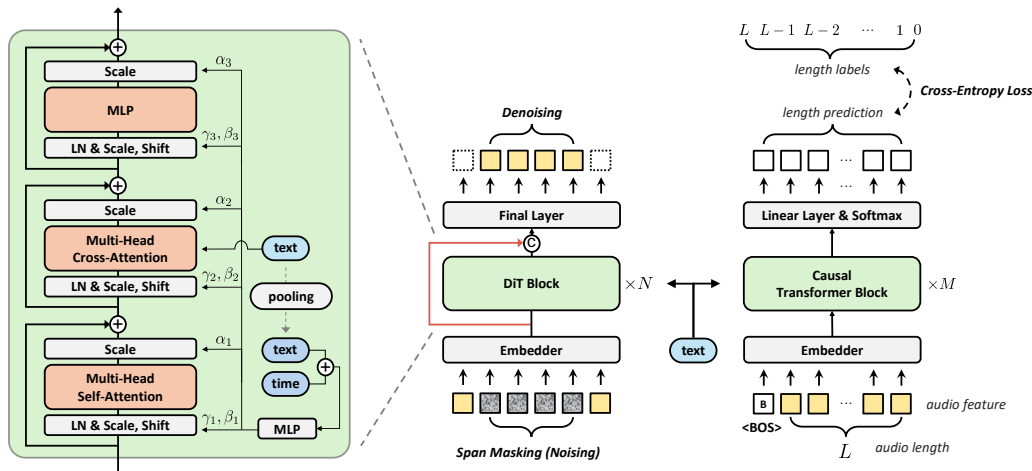 Scale
α₃
MLP
LN & Scale, Shift
γ₃, β₃
Scale
α₂
Multi-Head
Cross-Attention
text
LN & Scale, Shift
γ₂, β₂
pooling
Scale
α₁
text
Multi-Head
Self-Attention
time
LN & Scale, Shift
γ₁, β₁
MLP
Denoising
Final Layer
C
DiT Block
×N
Embedder
Span Masking (Noising)
text
L L − 1 L − 2 ··· 1 0
length labels
Cross-Entropy Loss
length prediction
...
...
Linear Layer & Softmax
Causal
Transformer Block
×M
Embedder
...
B
...
audio feature
<BOS>
L
audio length